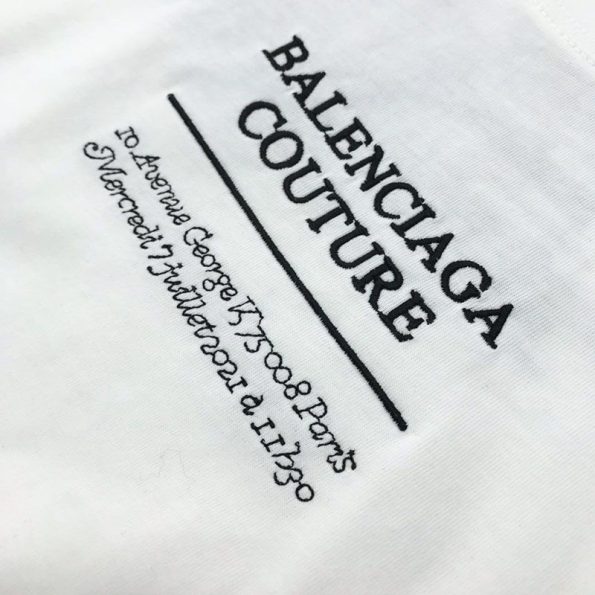 BALENCIAGA
COUTURE
10, Avenue George V, 75008 Paris
Mercredi 7 juillet 2021 à 11h30